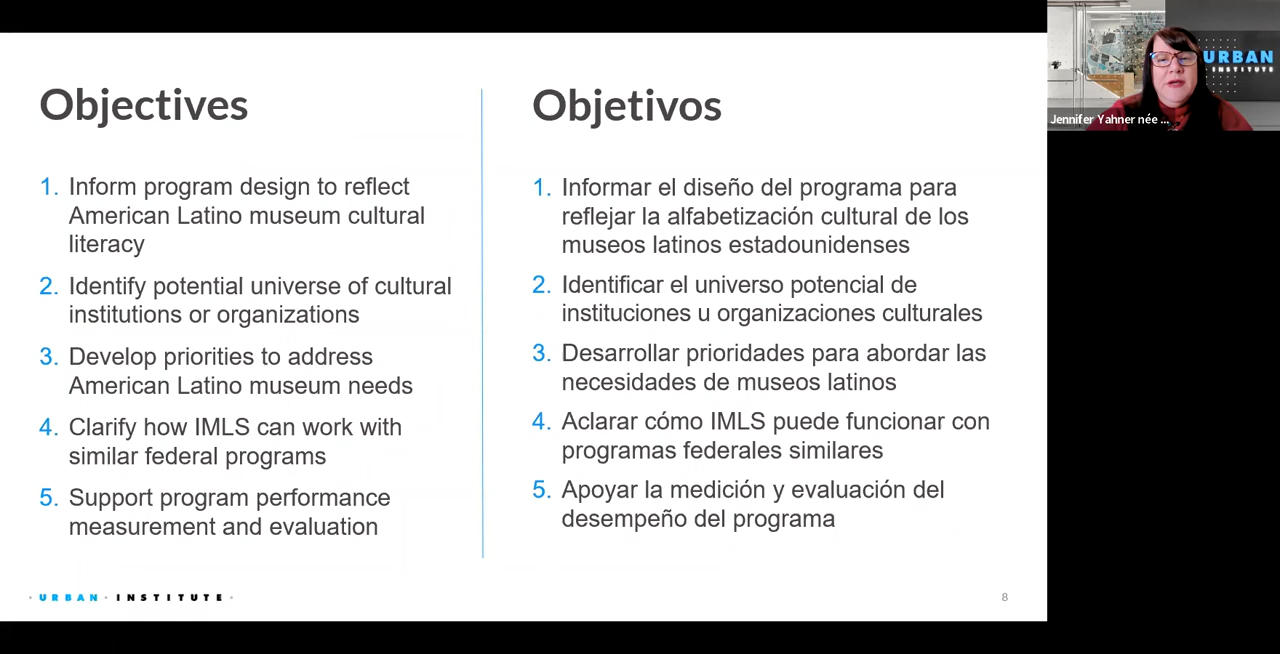 Objectives
1. Inform program design to reflect
American Latino museum cultural
literacy
2. Identify potential universe of cultural
institutions or organizations
3. Develop priorities to address
American Latino museum needs
4. Clarify how IMLS can work with
similar federal programs
5. Support program performance
measurement and evaluation
Objetivos
1. Informar el diseño del programa para
reflejar la alfabetización cultural de los
museos latinos estadounidenses
2. Identificar el universo potencial de
instituciones u organizaciones culturales
3. Desarrollar prioridades para abordar las
necesidades de museos latinos
4. Aclarar cómo IMLS puede funcionar con
programas federales similares
5. Apoyar la medición y evaluación del
desempeño del programa
· URBAN · INSTITUTE ·
8
URBAN
INSTITUTE
Jennifer Yahner née ...